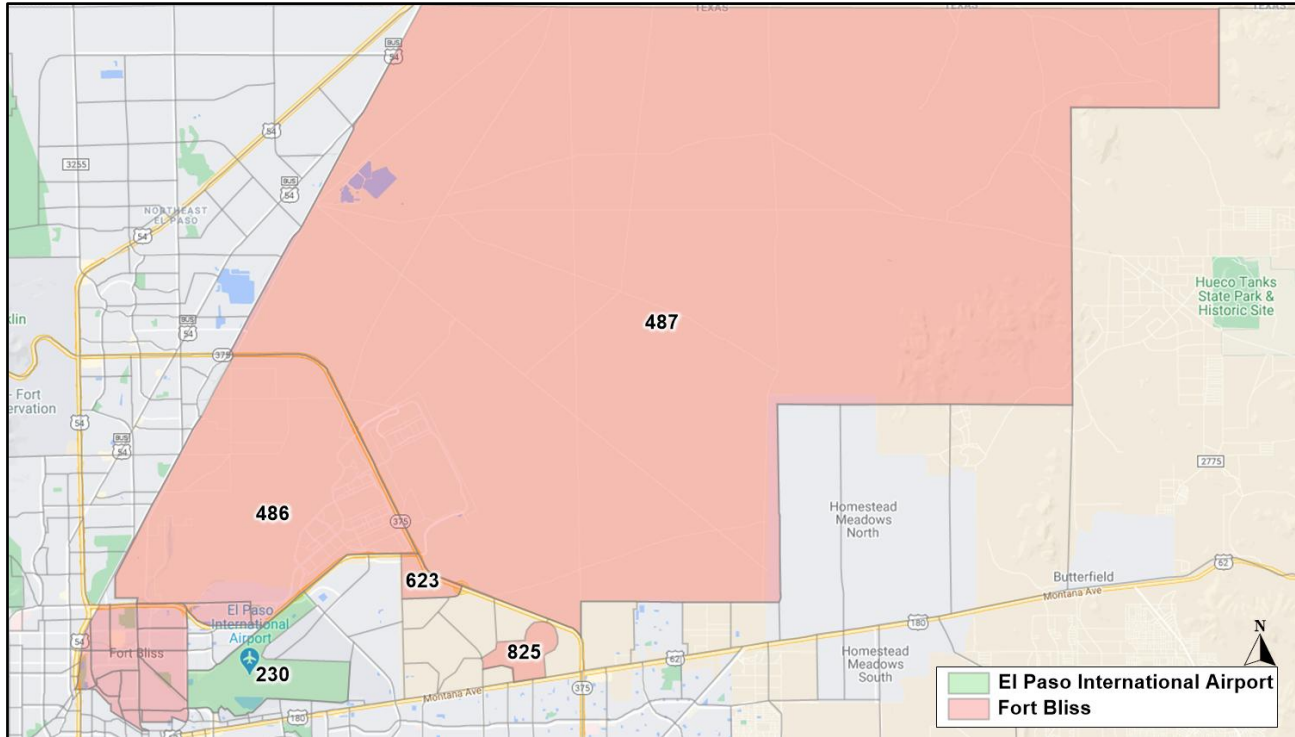 TEXAS
TEXAS
TEXAS
BUS
54
54
3255
BUS
54
NORTHEAST
EL PASO
54
Hueco Tanks
State Park &
Historic Site
klin
487
BUS
54
375
- Fort
ervation
54
BUS
54
2775
486
375
Homestead
Meadows
North
62
623
Butterfield
Montana Ave
El Paso
International
Airport
180
54
Fort Bliss
825
62
Homestead
Meadows
South
230
375
Montana Ave
180
N
El Paso International Airport
Fort Bliss